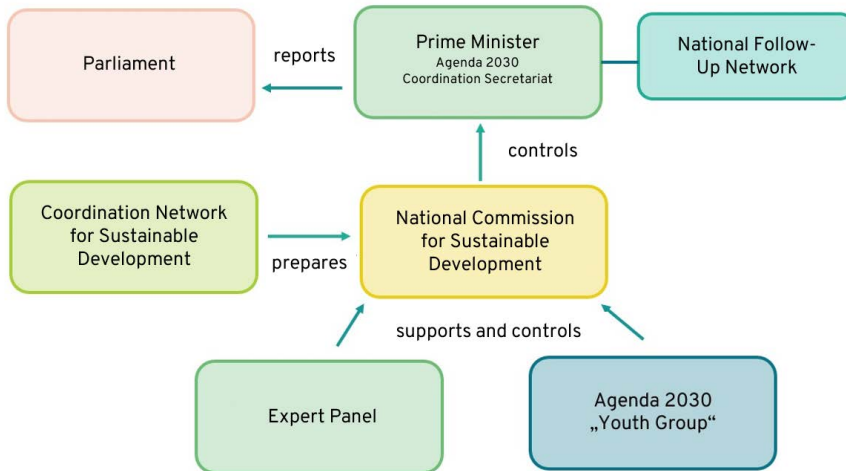 Parliament
reports
Prime Minister
Agenda 2030
Coordination Secretariat
National Follow-
Up Network
controls
Coordination Network
for Sustainable
Development
prepares
National Commission
for Sustainable
Development
supports and controls
Expert Panel
Agenda 2030
„Youth Group“